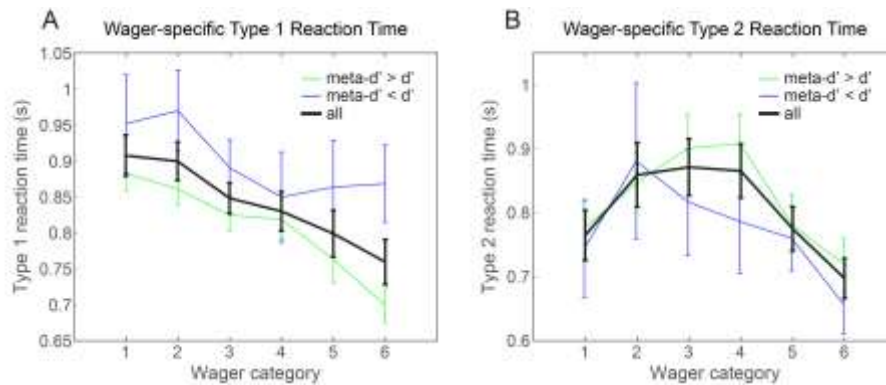 A
Wager-specific Type 1 Reaction Time
1.05
1
0.95
0.9
0.85
0.8
0.75
0.7
0.65
Type 1 reaction time (s)
meta-d' > d'
meta-d' < d'
all
1 2 3 4 5 6
Wager category
B
Wager-specific Type 2 Reaction Time
1
0.9
0.8
0.7
0.6
Type 2 reaction time (s)
meta-d' > d'
meta-d' < d'
all
1 2 3 4 5 6
Wager category